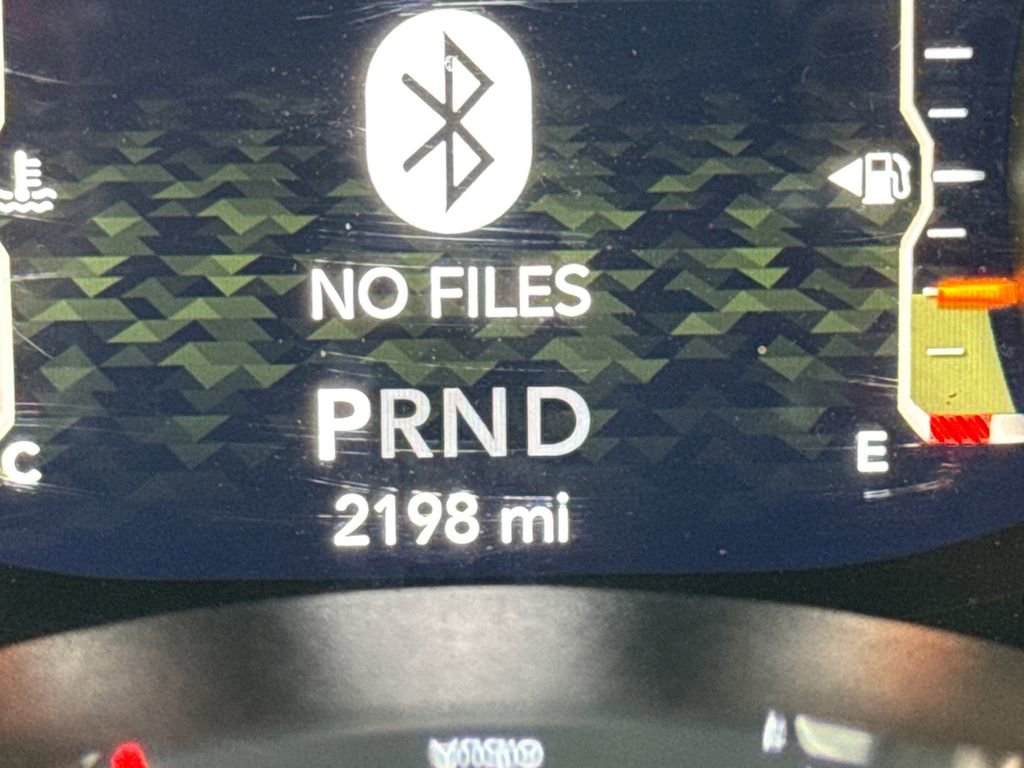 NO FILES
PRND
2198 mi
C
E